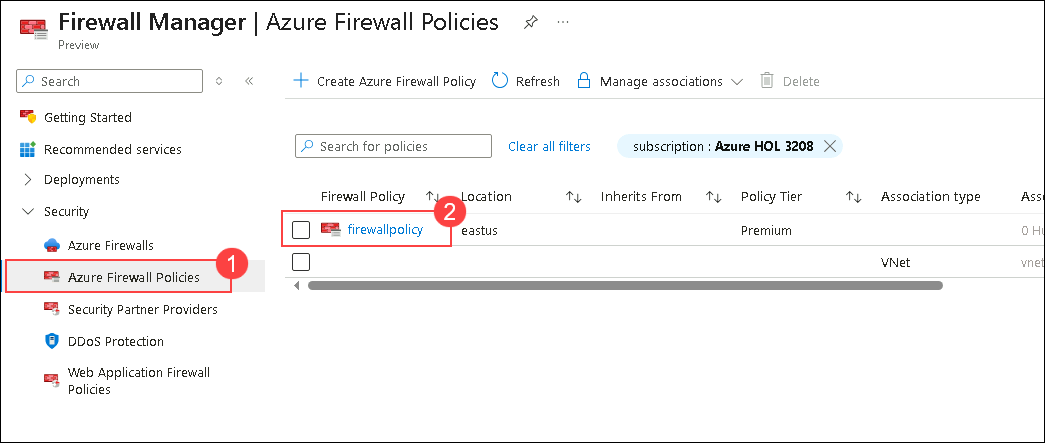 Firewall Manager | Azure Firewall Policies ...
Preview
Search
«
Create Azure Firewall Policy Refresh Manage associations Delete
Getting Started
Recommended services
Deployments
Security
Azure Firewalls
1
Azure Firewall Policies
Security Partner Providers
DDoS Protection
Web Application Firewall
Policies
Search for policies Clear all filters subscription : Azure HOL 3208
Firewall Policy Location Inherits From Policy Tier Association type Asso
2
firewallpolicy eastus Premium 0 Hu
VNet vnet